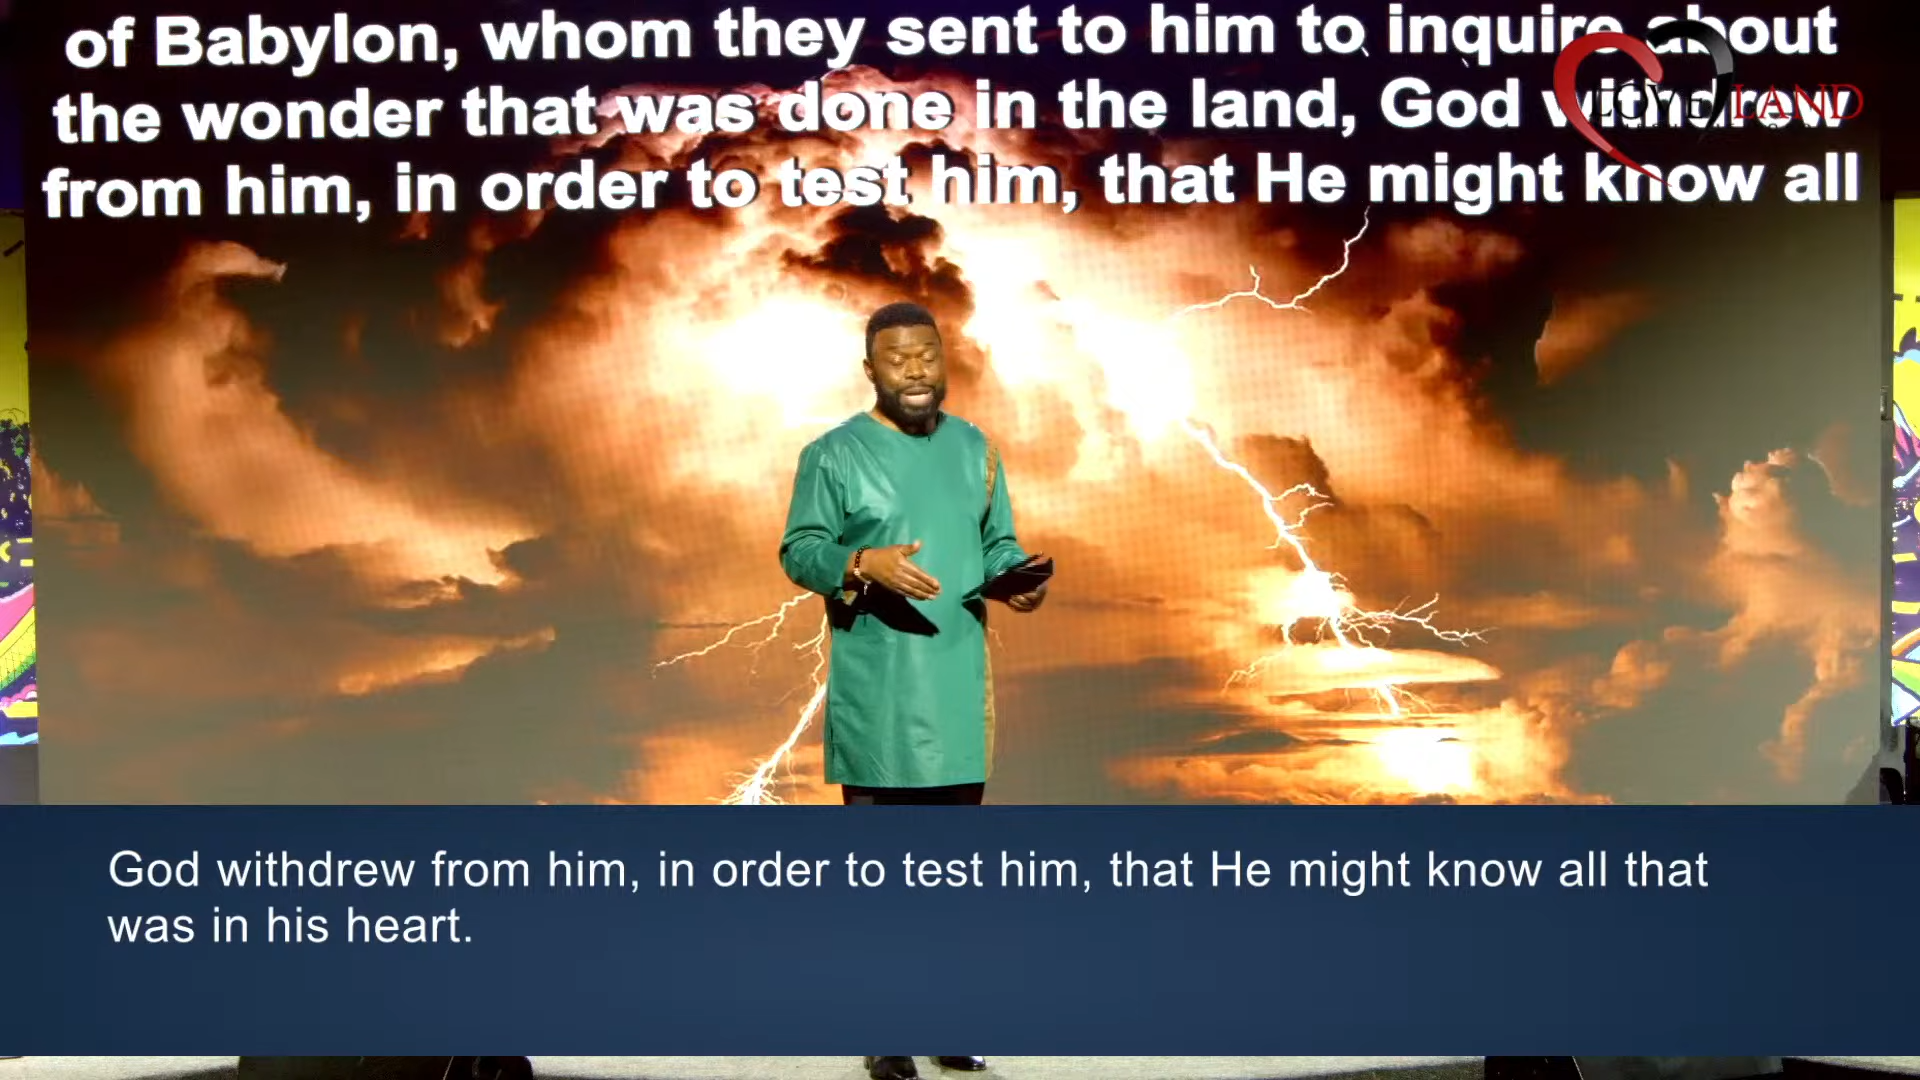 of Babylon, whom they sent to him to inquire about
the wonder that was done in the land, God withdrew
from him, in order to test him, that He might know all
LOVE LAND
God withdrew from him, in order to test him, that He might know all that
was in his heart.